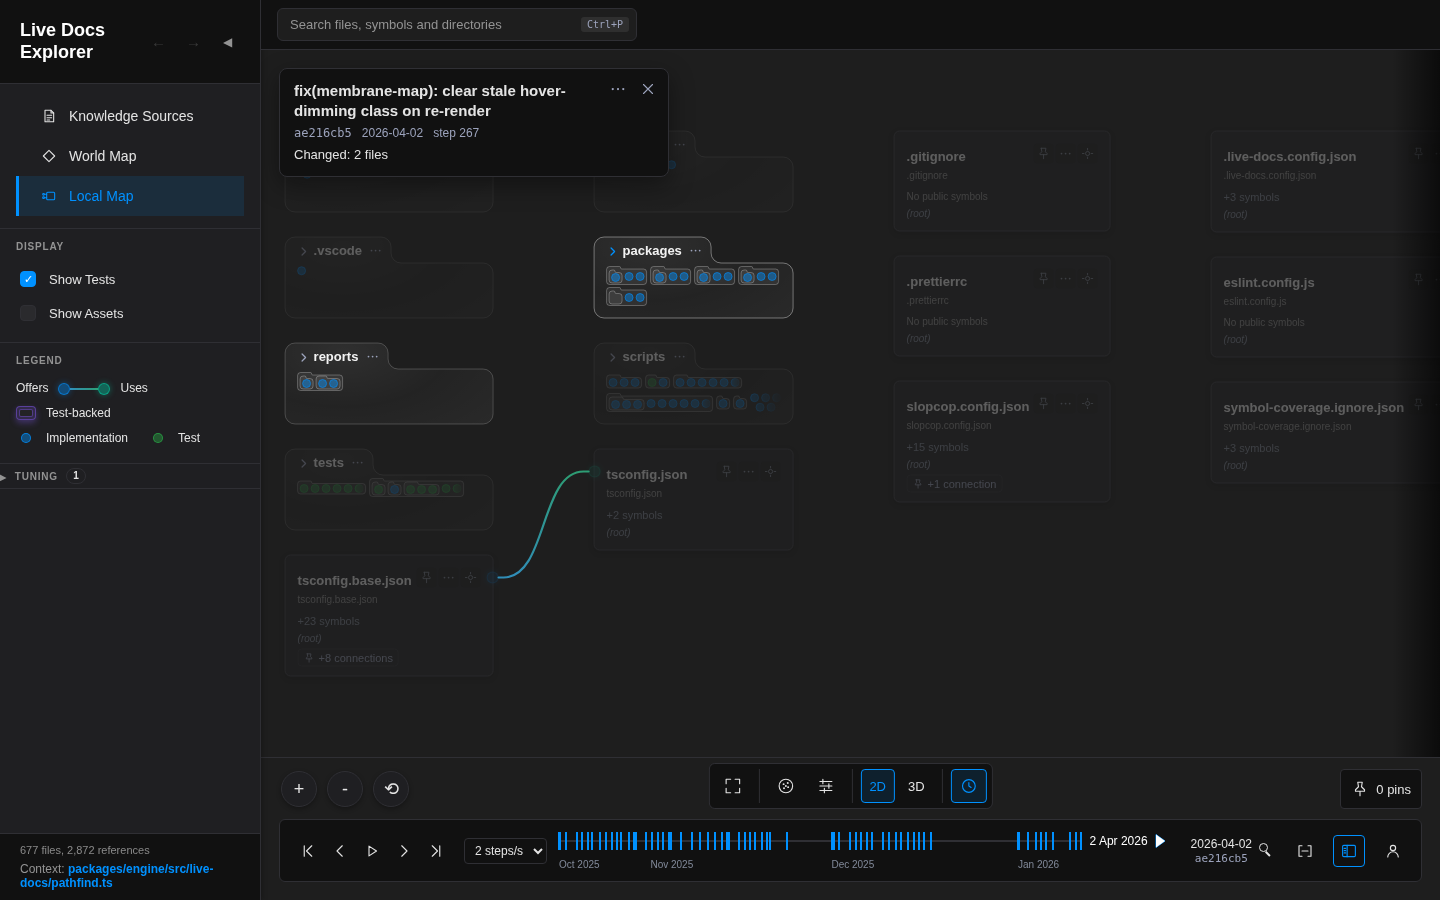 Live Docs
Explorer
Search files, symbols and directories
Ctrl+P
Knowledge Sources
World Map
Local Map
DISPLAY
Show Tests
Show Assets
LEGEND
Offers
Uses
Test-backed
Implementation
Test
TUNING
1
677 files, 2,872 references
Context: packages/engine/src/live-
docs/pathfind.ts
fix(membrane-map): clear stale hover-
dimming class on re-render
ae216cb5 2026-04-02 step 267
Changed: 2 files
.vscode
packages
reports
scripts
tests
tsconfig.json
tsconfig.json
+2 symbols
(root)
tsconfig.base.json
tsconfig.base.json
+23 symbols
(root)
+8 connections
.gitignore
.gitignore
No public symbols
(root)
.live-docs.config.json
.live-docs.config.json
+3 symbols
(root)
.prettierrc
.prettierrc
No public symbols
(root)
eslint.config.js
eslint.config.js
No public symbols
(root)
slopcop.config.json
slopcop.config.json
+15 symbols
(root)
+1 connection
symbol-coverage.ignore.json
symbol-coverage.ignore.json
+3 symbols
(root)
+
-
2D
3D
0 pins
2 steps/s
Oct 2025
Nov 2025
Dec 2025
Jan 2026
2 Apr 2026
2026-04-02
ae216cb5